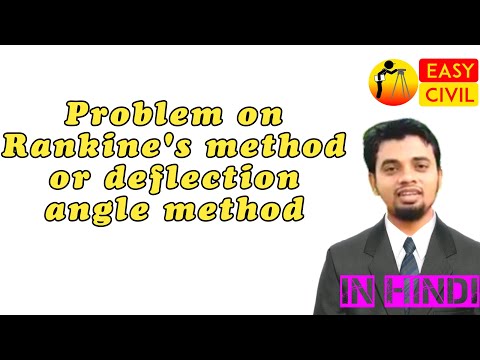 EASY
CIVIL
Problem on
Rankine's method
or deflection
angle method
IN HINDI